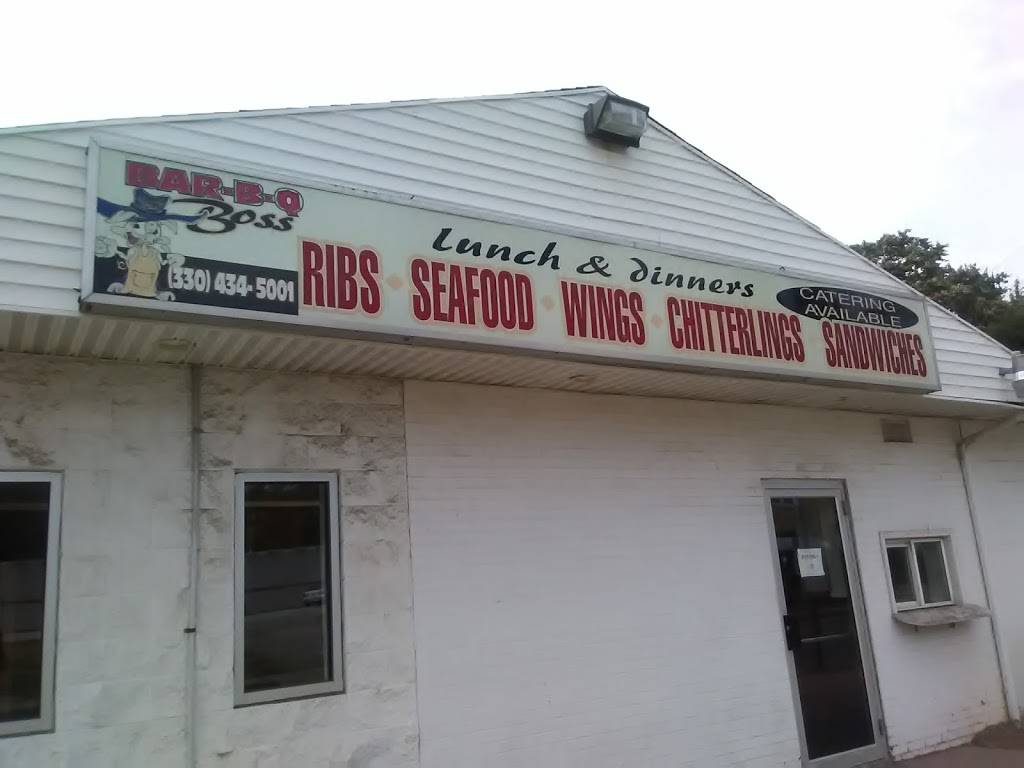 BAR-B-Q
Boss
(330) 434-5001
Lunch & dinners
RIBS • SEAFOOD • WINGS • CHITTERLINGS • SANDWICHES
CATERING
AVAILABLE